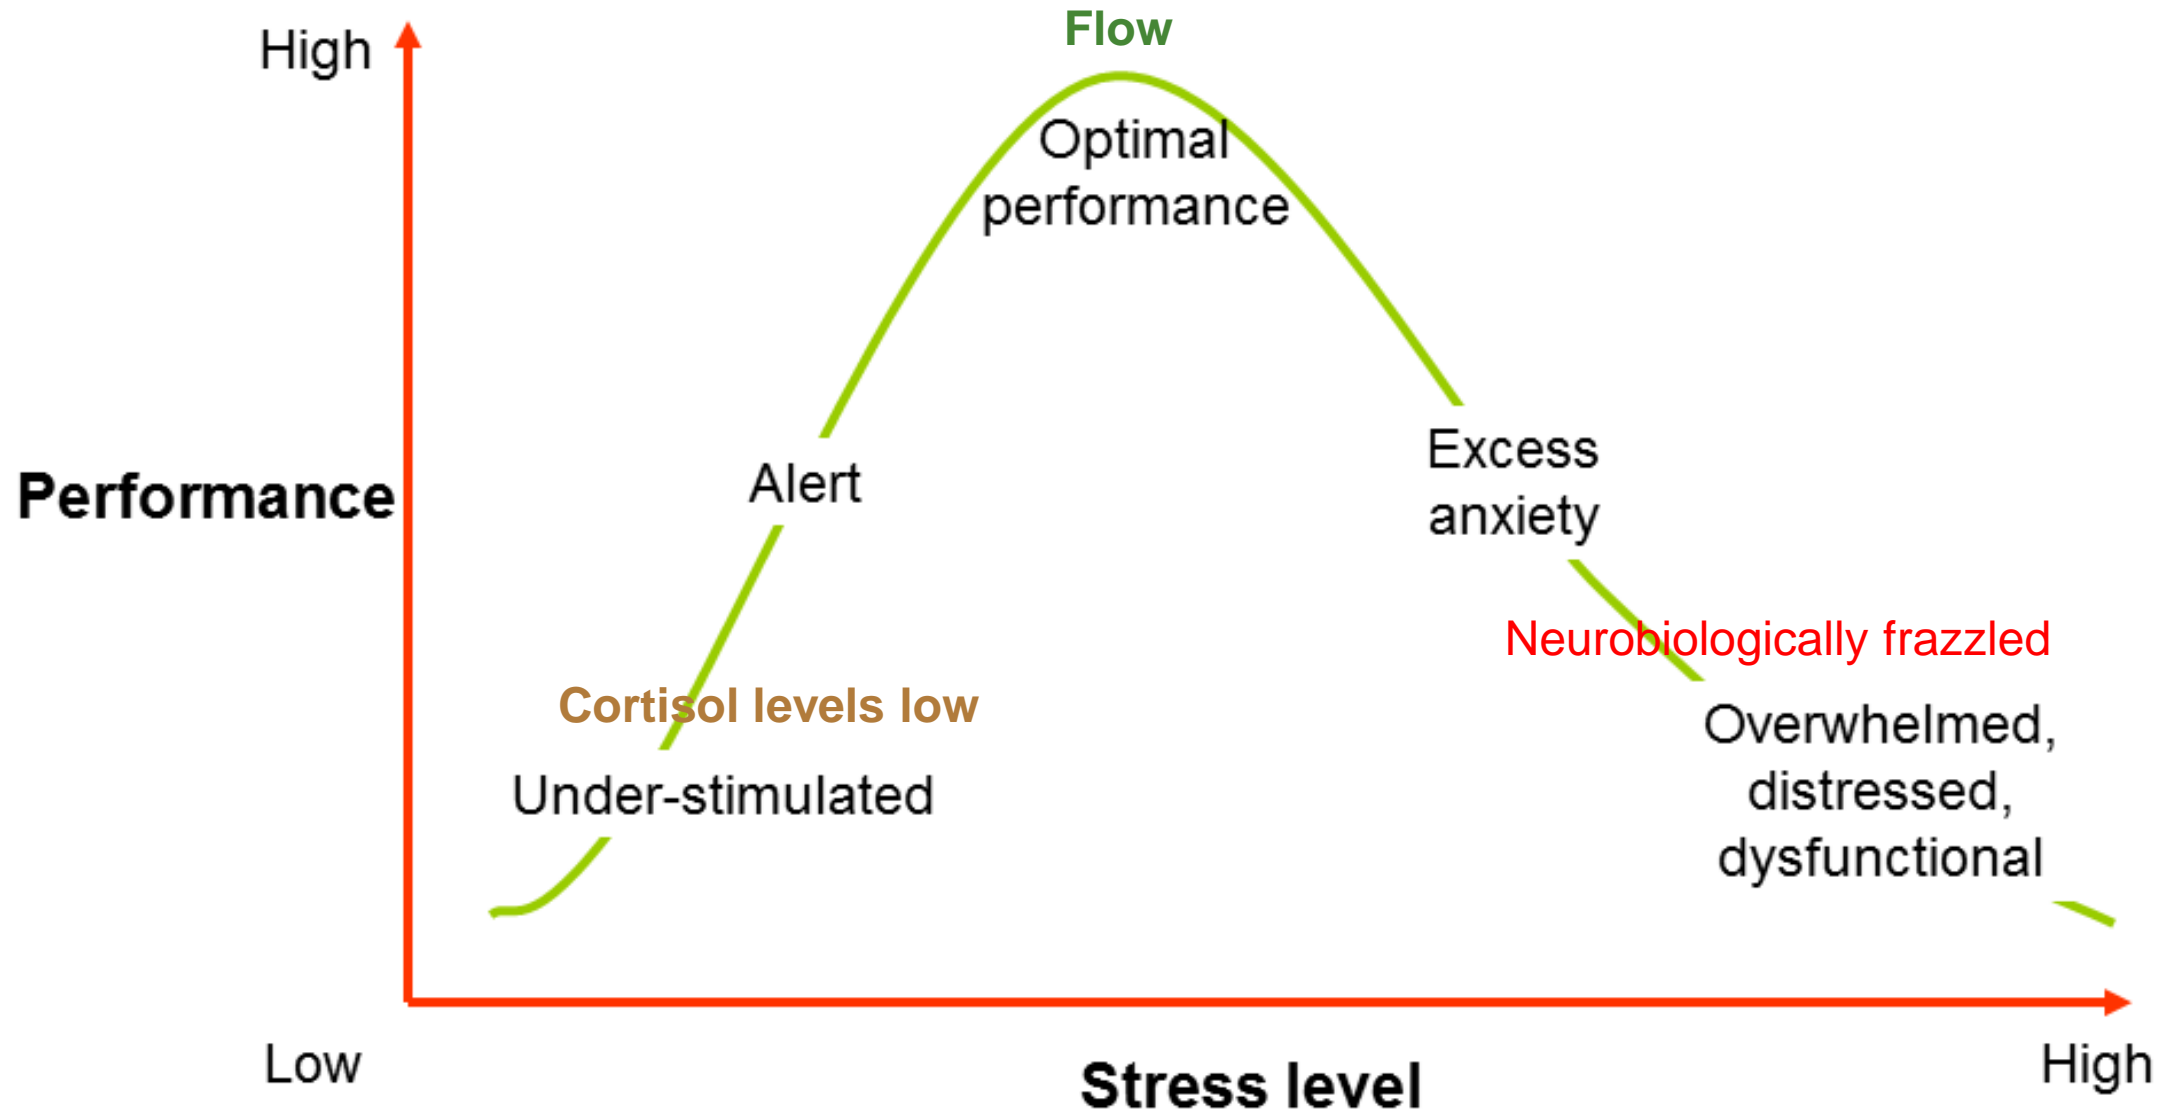 Flow
High
Optimal
performance
Alert
Performance
Excess
anxiety
Neurobiologically frazzled
Cortisol levels low
Under-stimulated
Overwhelmed,
distressed,
dysfunctional
Low
Stress level
High